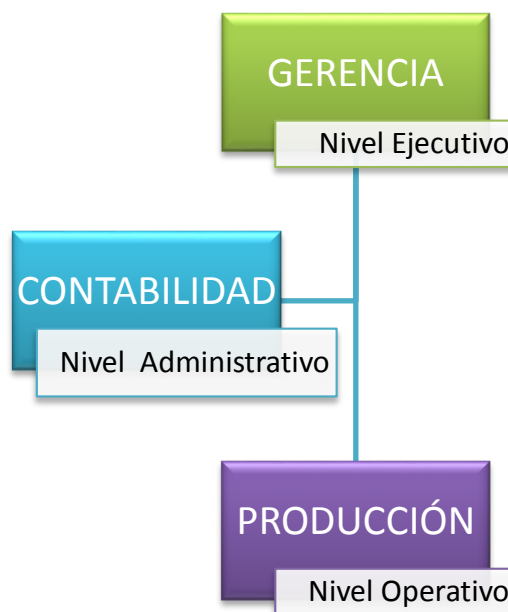 GERENCIA
Nivel Ejecutivo
CONTABILIDAD
Nivel Administrativo
PRODUCCIÓN
Nivel Operativo